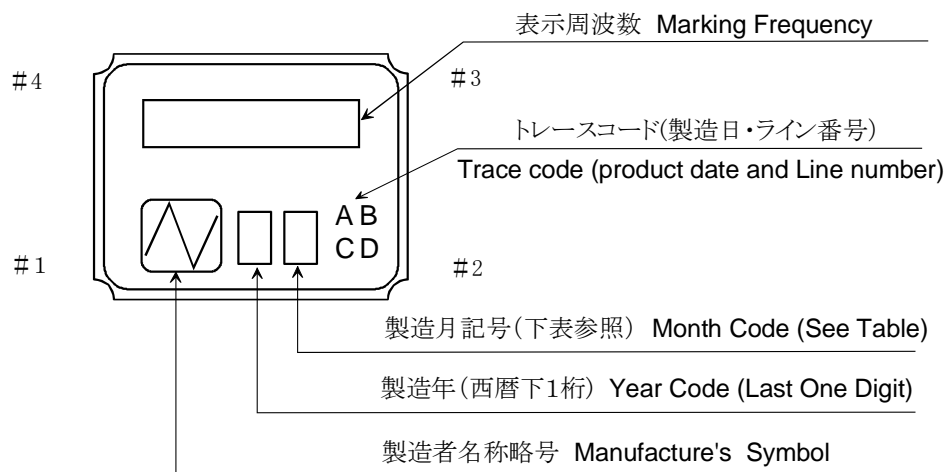 表示周波数 Marking Frequency
#4
#3
トレースコード(製造日・ライン番号)
Trace code (product date and Line number)
A B
C D
#1
#2
製造月記号(下表参照) Month Code (See Table)
製造年(西暦下1桁) Year Code (Last One Digit)
製造者名称略号 Manufacture's Symbol